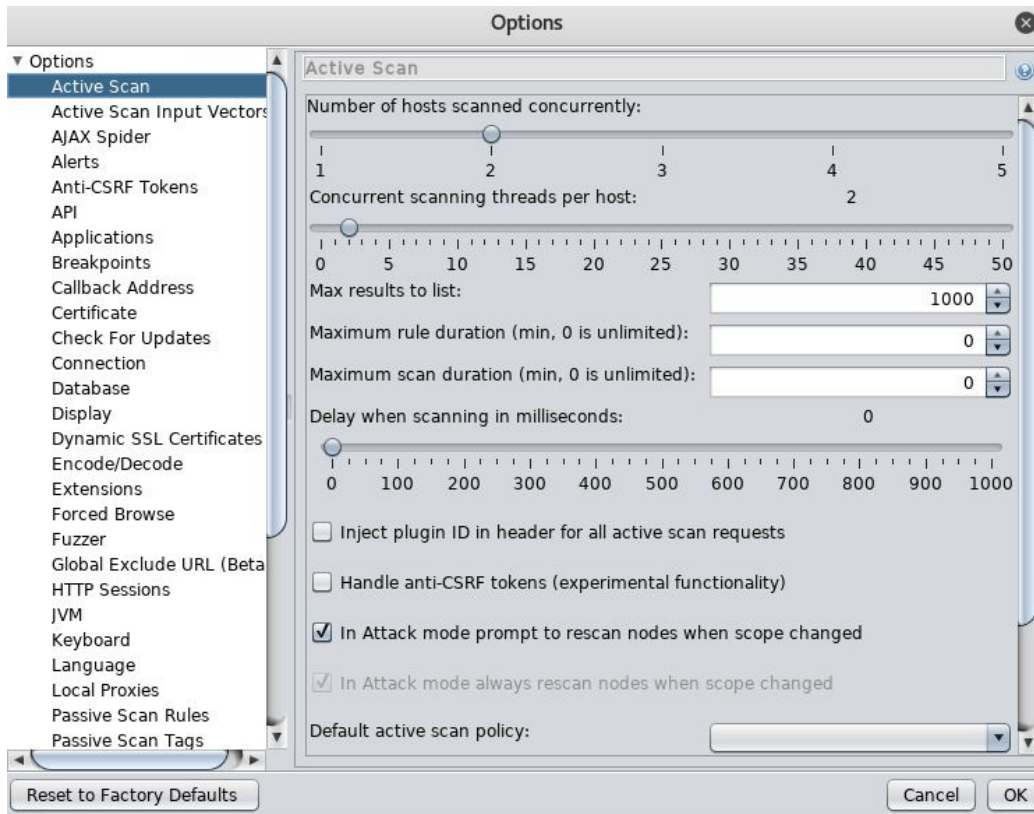 Options
Options
Active Scan
Active Scan Input Vectors
AJAX Spider
Alerts
Anti-CSRF Tokens
API
Applications
Breakpoints
Callback Address
Certificate
Check For Updates
Connection
Database
Display
Dynamic SSL Certificates
Encode/Decode
Extensions
Forced Browse
Fuzzer
Global Exclude URL (Beta
HTTP Sessions
JVM
Keyboard
Language
Local Proxies
Passive Scan Rules
Passive Scan Tags
Active Scan
Number of hosts scanned concurrently:
1 2 3 4 5
Concurrent scanning threads per host: 2
0 5 10 15 20 25 30 35 40 45 50
Max results to list: 1000
Maximum rule duration (min, 0 is unlimited): 0
Maximum scan duration (min, 0 is unlimited): 0
Delay when scanning in milliseconds: 0
0 100 200 300 400 500 600 700 800 900 1000
Inject plugin ID in header for all active scan requests
Handle anti-CSRF tokens (experimental functionality)
In Attack mode prompt to rescan nodes when scope changed
In Attack mode always rescan nodes when scope changed
Default active scan policy:
Reset to Factory Defaults
Cancel
OK